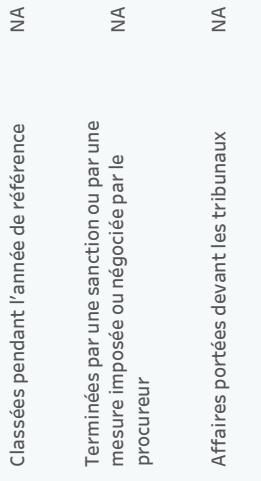 Classées pendant l'année de référence NA
Terminées par une sanction ou par une
mesure imposée ou négociée par le NA
procureur
Affaires portées devant les tribunaux NA